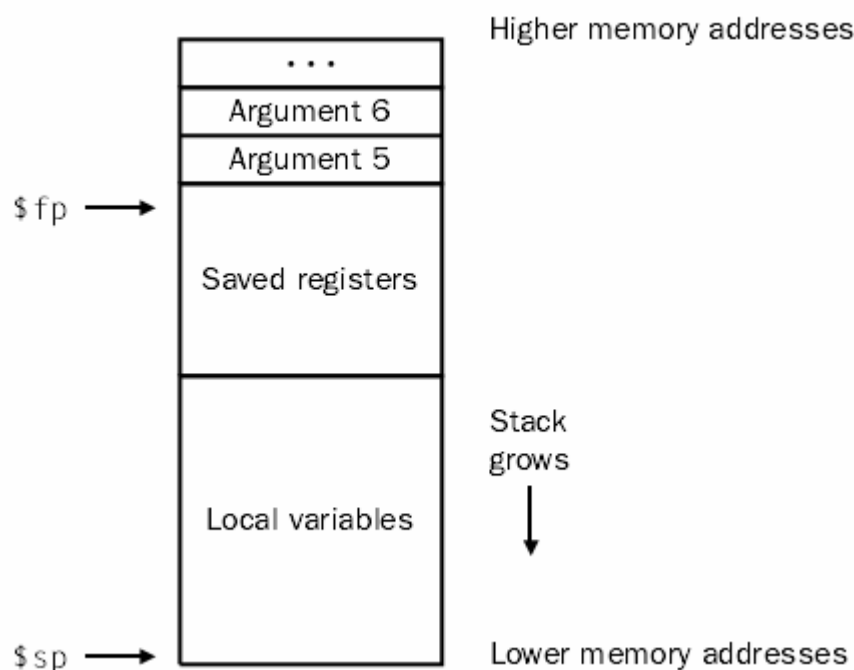 Higher memory addresses
...
Argument 6
Argument 5
$fp
Saved registers
Stack
grows
Local variables
$sp
Lower memory addresses